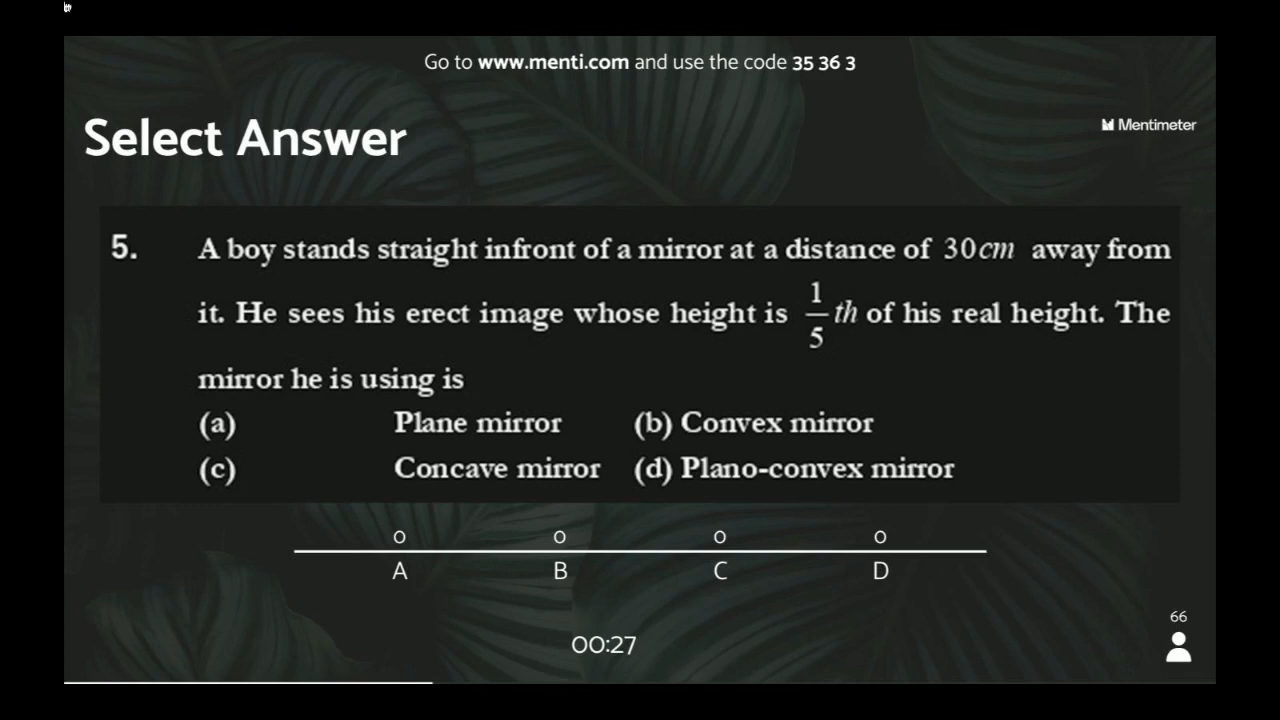 Go to www.menti.com and use the code 35 36 3
Select Answer
Mentimeter
5. A boy stands straight infront of a mirror at a distance of 30cm away from
it. He sees his erect image whose height is 1/5 th of his real height. The
mirror he is using is
(a) Plane mirror (b) Convex mirror
(c) Concave mirror (d) Plano-convex mirror
0 0 0 0
A B C D
66
00:27